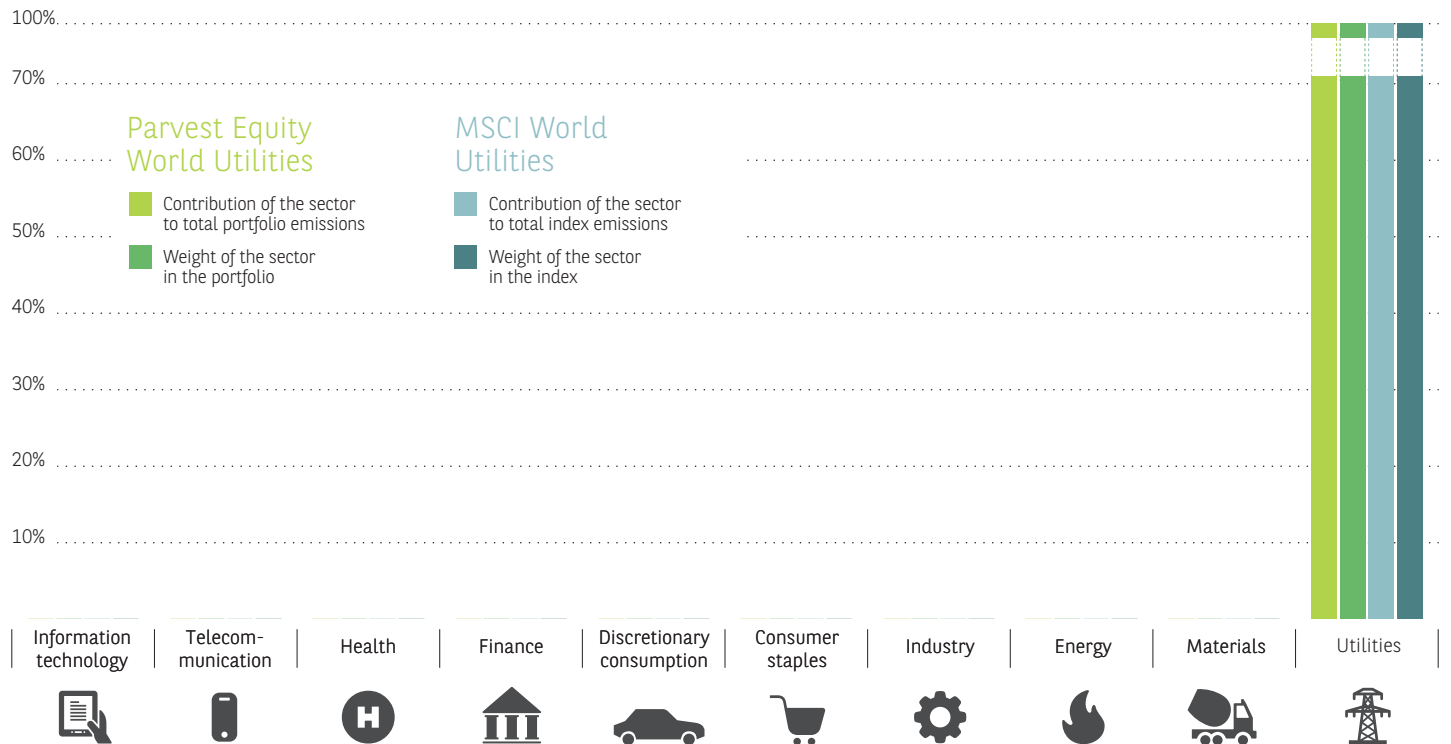 100%
70%
60%
50%
40%
30%
20%
10%
Parvest Equity
World Utilities
Contribution of the sector
to total portfolio emissions
Weight of the sector
in the portfolio
MSCI World
Utilities
Contribution of the sector
to total index emissions
Weight of the sector
in the index
Information
technology
Telecom-
munication
Health
Finance
Discretionary
consumption
Consumer
staples
Industry
Energy
Materials
Utilities
H